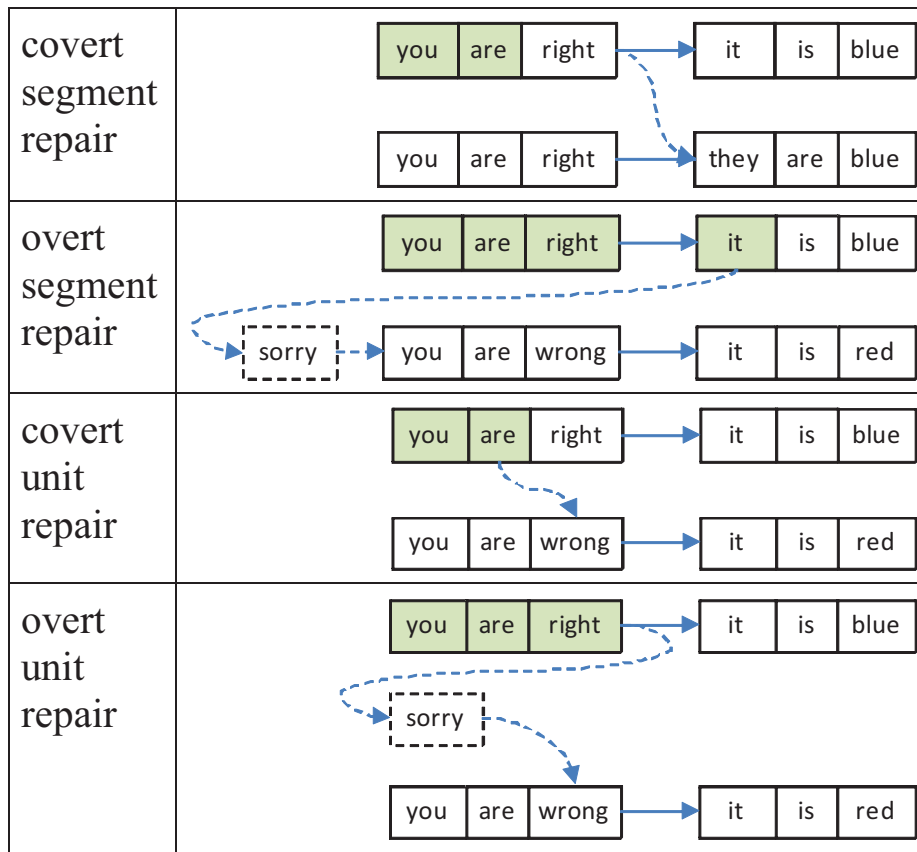 covert
segment
repair
you are right it is blue
you are right they are blue
overt
segment
repair
you are right it is blue
sorry you are wrong it is red
covert
unit
repair
you are right it is blue
you are wrong it is red
overt
unit
repair
you are right it is blue
sorry
you are wrong it is red